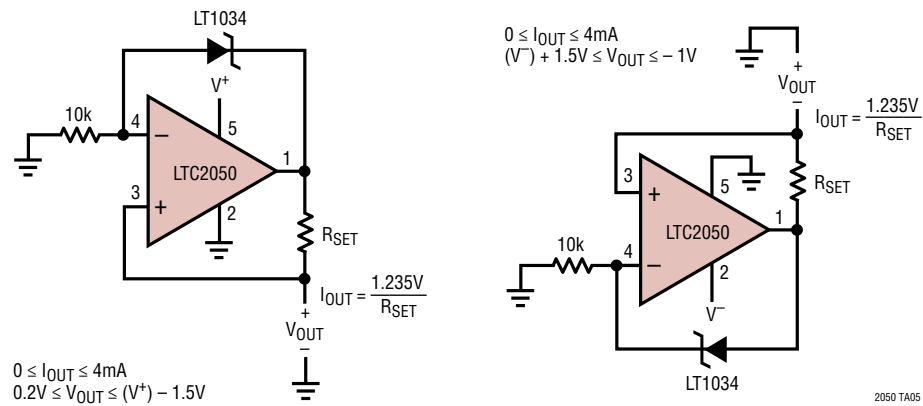 LT1034
V+
10k
4
−
5
LTC2050
1
3
+
2
RSET
IOUT = 1.235V
RSET
+
VOUT
−
0 ≤ IOUT ≤ 4mA
0.2V ≤ VOUT ≤ (V+) − 1.5V
0 ≤ IOUT ≤ 4mA
(V−) + 1.5V ≤ VOUT ≤ − 1V
+
VOUT
−
IOUT = 1.235V
RSET
3
+
5
RSET
LTC2050
1
10k
4
−
2
V−
LT1034
2050 TA05